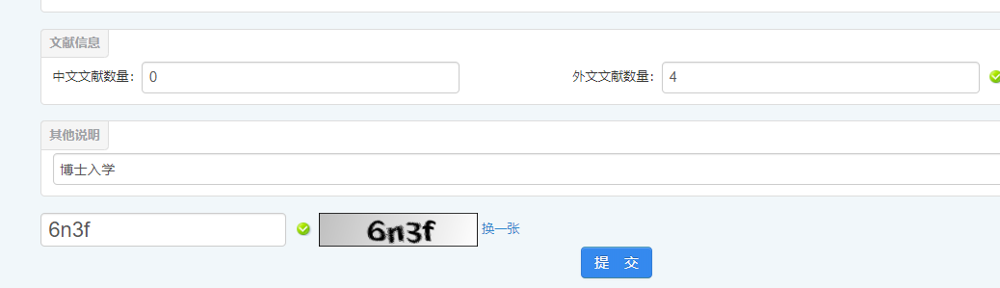 文献信息
中文文献数量： 0 外文文献数量： 4
其他说明
博士入学
6n3f 6n3f 换一张
提 交